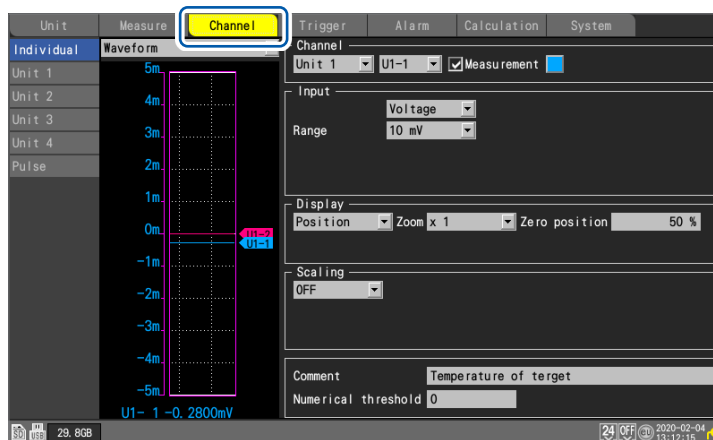 Unit Measure Channel Trigger Alarm Calculation System
Individual
Unit 1
Unit 2
Unit 3
Unit 4
Pulse
Waveform
5m
4m
3m
2m
1m
0m
-1m
-2m
-3m
-4m
-5m
U1-2
U1-1
U1- 1 -0. 2800mV
Channel
Unit 1 U1-1 Measurement
Input
Voltage
Range 10 mV
Display
Position Zoom x 1 Zero position 50 %
Scaling
OFF
Comment Temperature of terget
Numerical threshold 0
SD USB 29. 8GB
24 OFF EU 2020-02-04
13:12:15